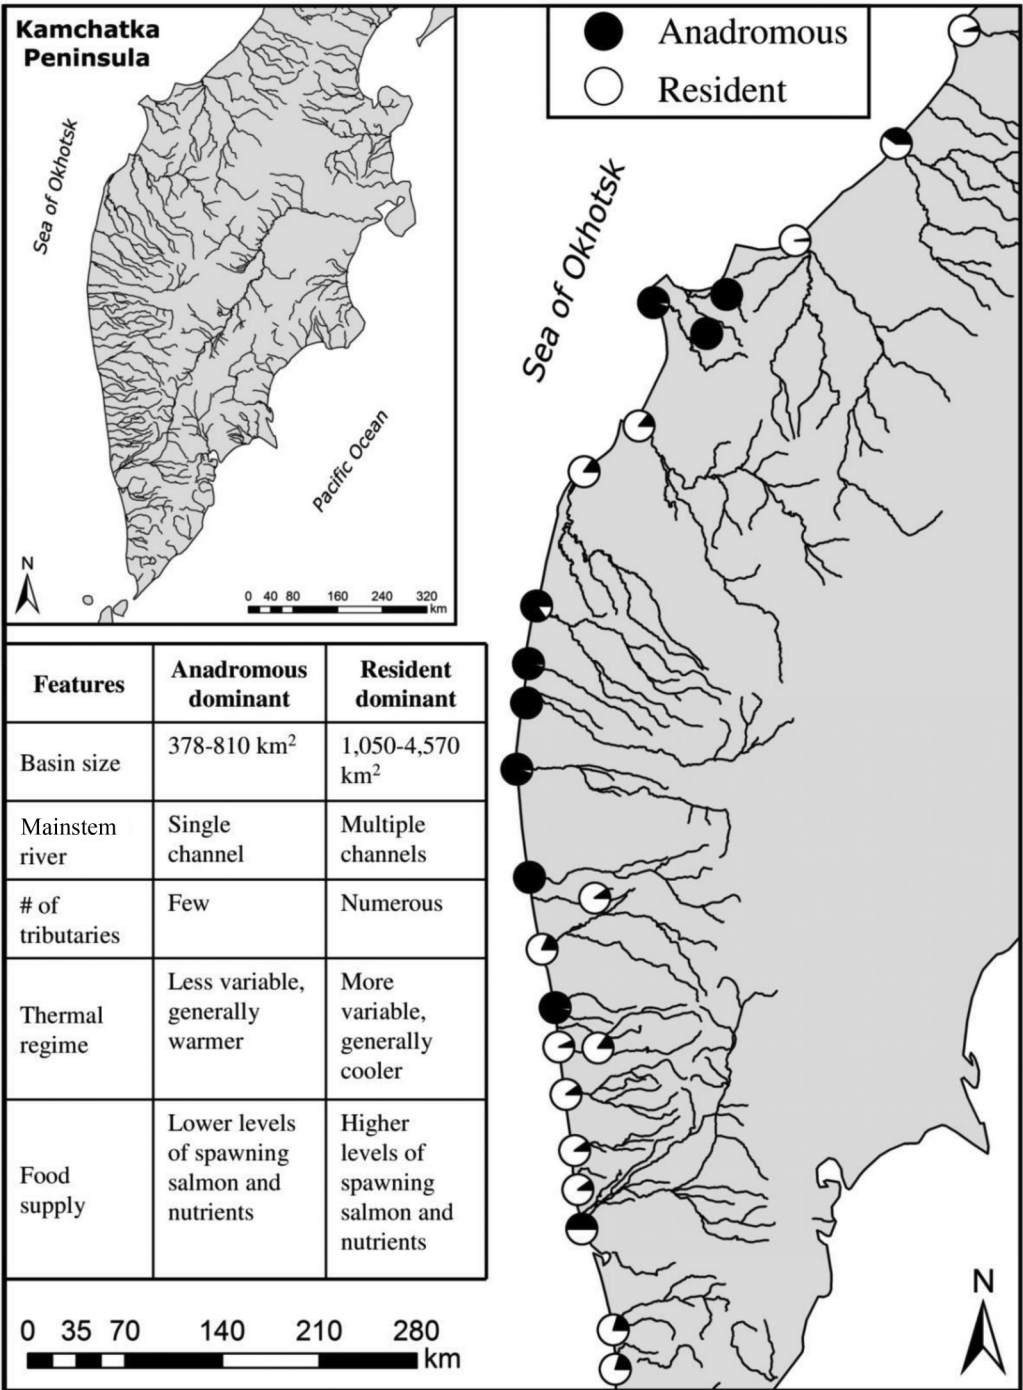 Kamchatka
Peninsula
Sea of Okhotsk
Pacific Ocean
N
0 40 80 160 240 320
km
Anadromous
Resident
Sea of Okhotsk
Features
Anadromous
dominant
Resident
dominant
Basin size
378-810 km²
1,050-4,570
km²
Mainstem
river
Single
channel
Multiple
channels
# of
tributaries
Few
Numerous
Thermal
regime
Less variable,
generally
warmer
More
variable,
generally
cooler
Food
supply
Lower levels
of spawning
salmon and
nutrients
Higher
levels of
spawning
salmon and
nutrients
0 35 70 140 210 280
km
N